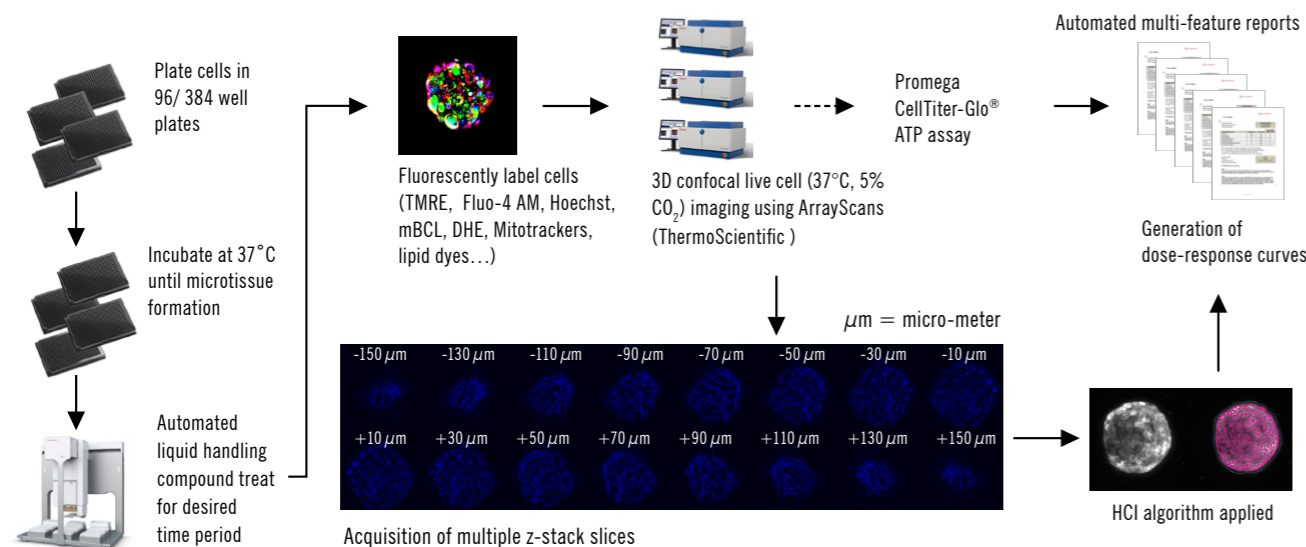 Plate cells in
96/ 384 well
plates
Incubate at 37°C
until microtissue
formation
Automated
liquid handling
compound treat
for desired
time period
Fluorescently label cells
(TMRE, Fluo-4 AM, Hoechst,
mBCL, DHE, Mitotrackers,
lipid dyes...)
3D confocal live cell (37°C, 5%
CO₂) imaging using ArrayScans
(ThermoScientific )
Promega
CellTiter-Glo®
ATP assay
Automated multi-feature reports
Generation of
dose-response curves
μm = micro-meter
-150 μm -130 μm -110 μm -90 μm -70 μm -50 μm -30 μm -10 μm
+10 μm +30 μm +50 μm +70 μm +90 μm +110 μm +130 μm +150 μm
Acquisition of multiple z-stack slices
HCI algorithm applied